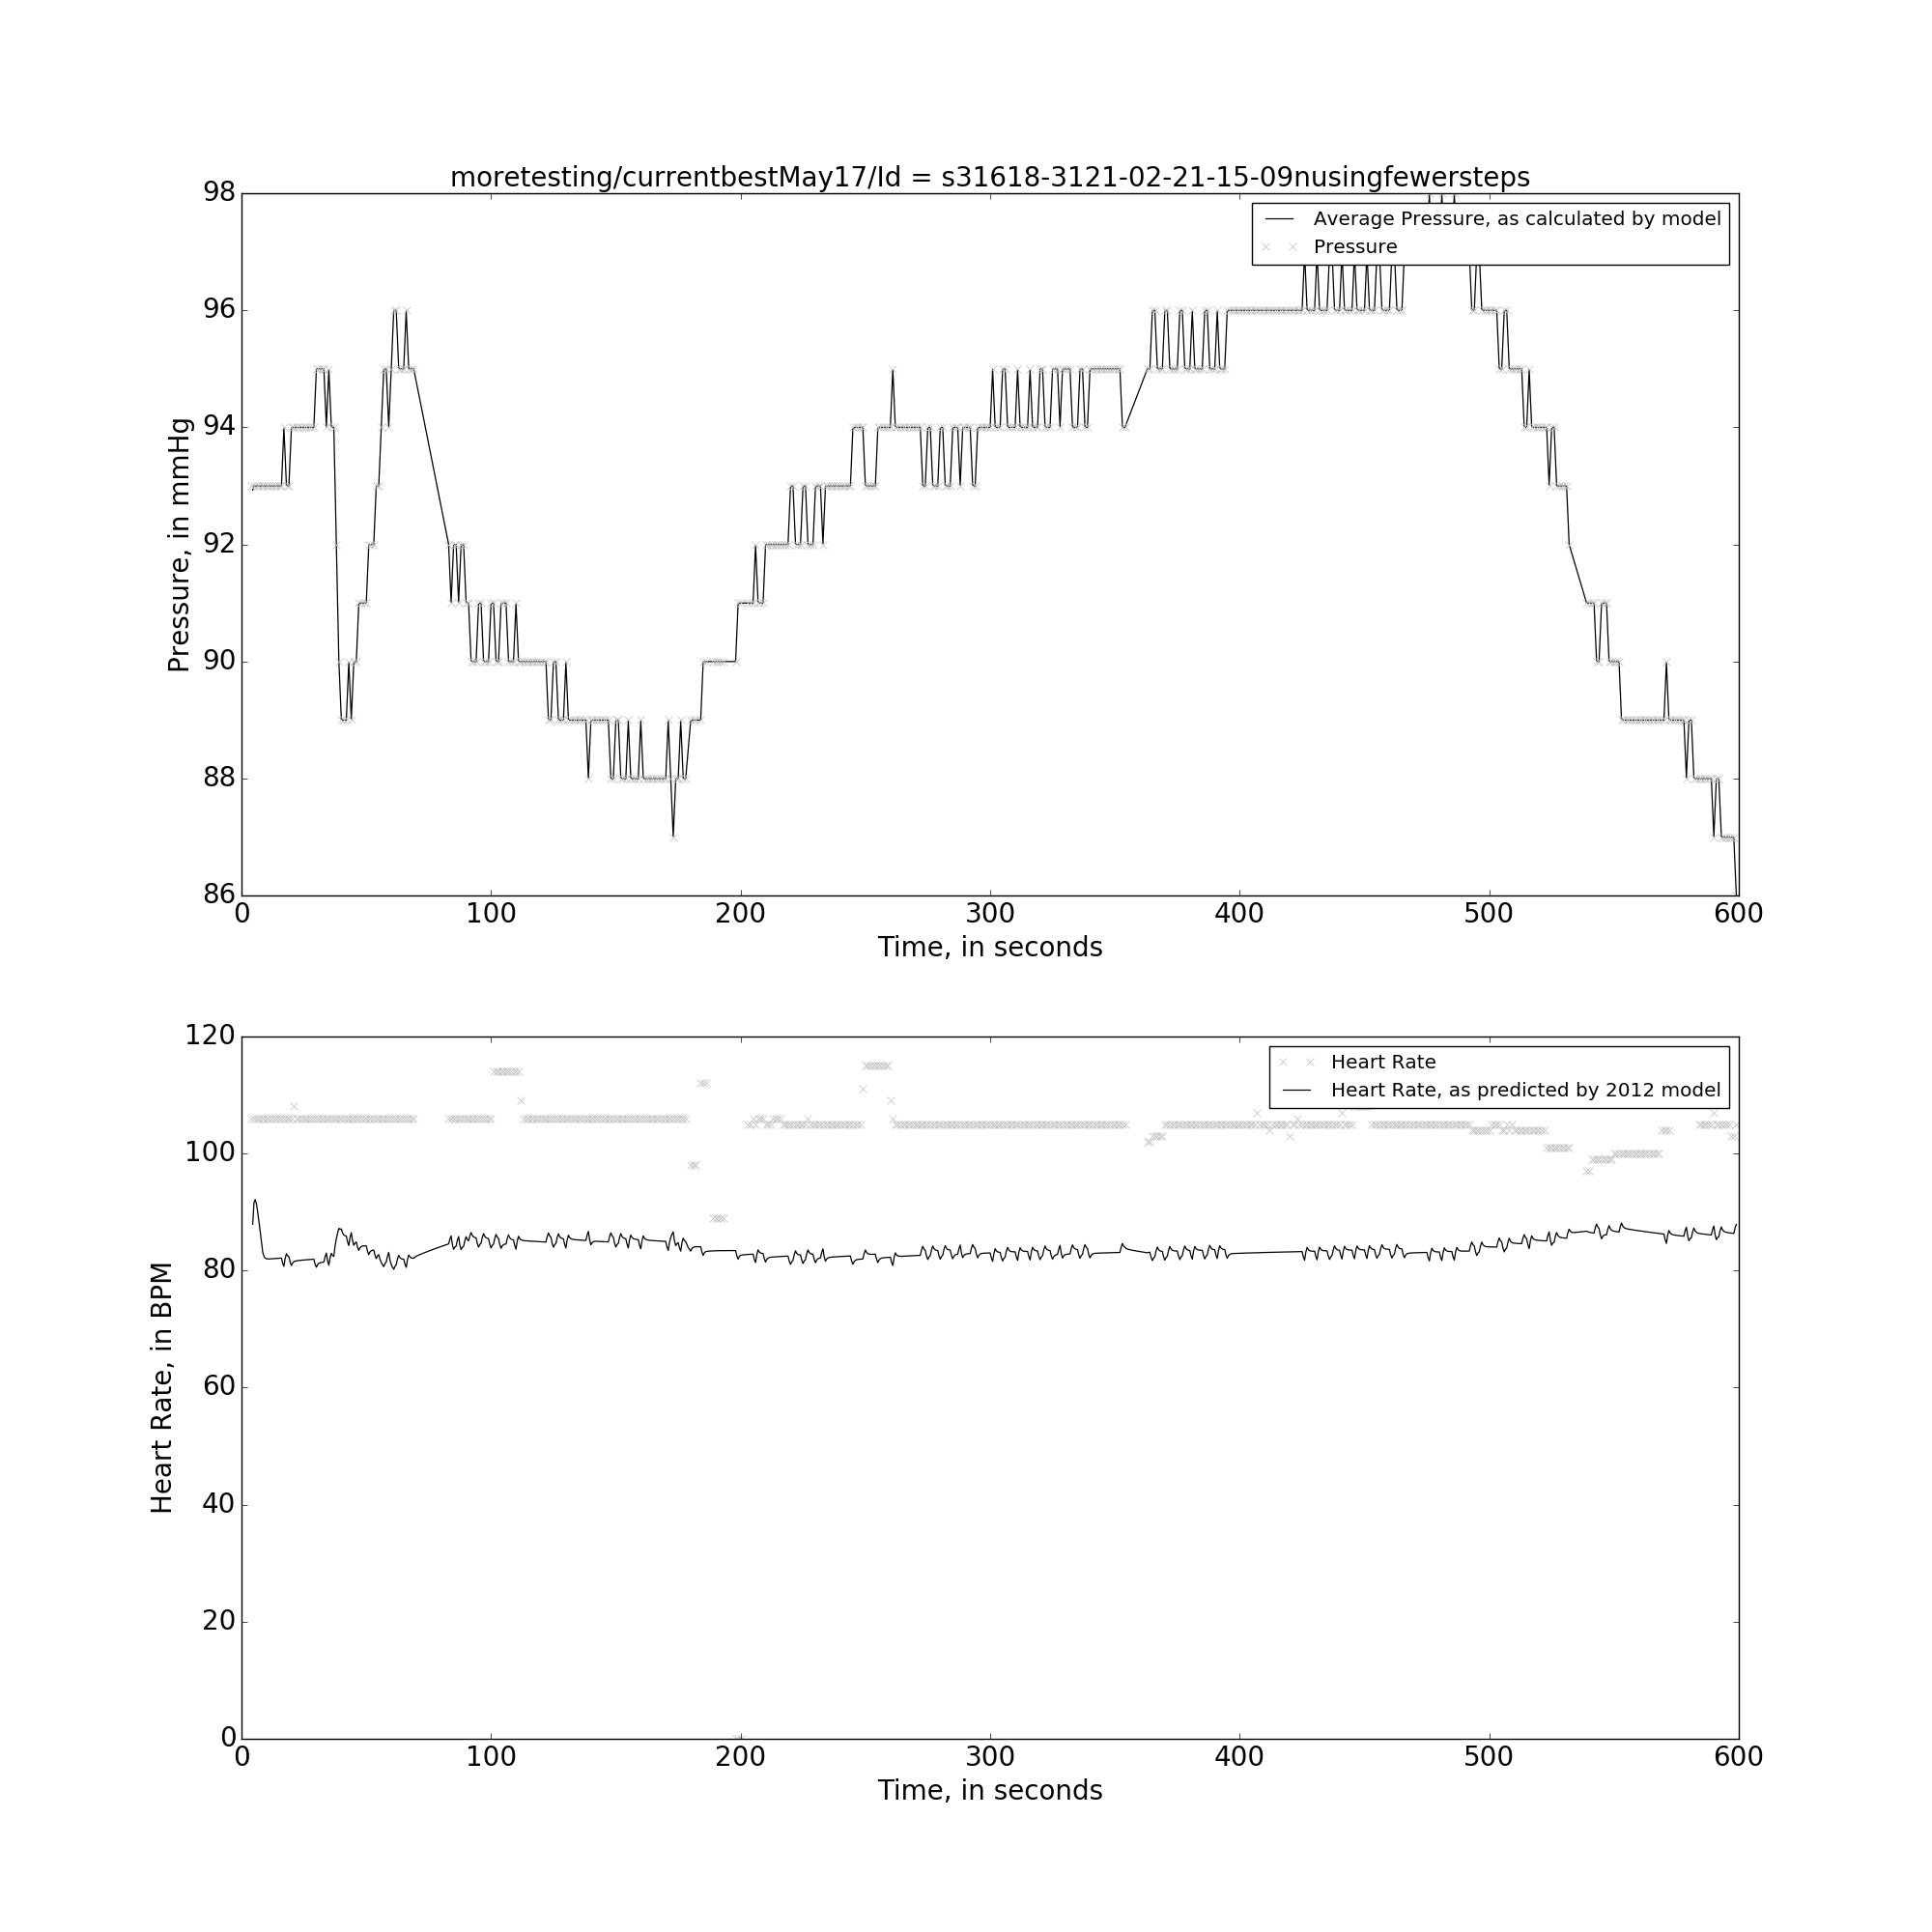 moretesting/currentbestMay17/Id = s31618-3121-02-21-15-09nusingfewersteps
98
96
94
92
90
88
86
Pressure, in mmHg
Average Pressure, as calculated by model
Pressure
0 100 200 300 400 500 600
Time, in seconds
120
100
80
60
40
20
0
Heart Rate, in BPM
Heart Rate
Heart Rate, as predicted by 2012 model
0 100 200 300 400 500 600
Time, in seconds